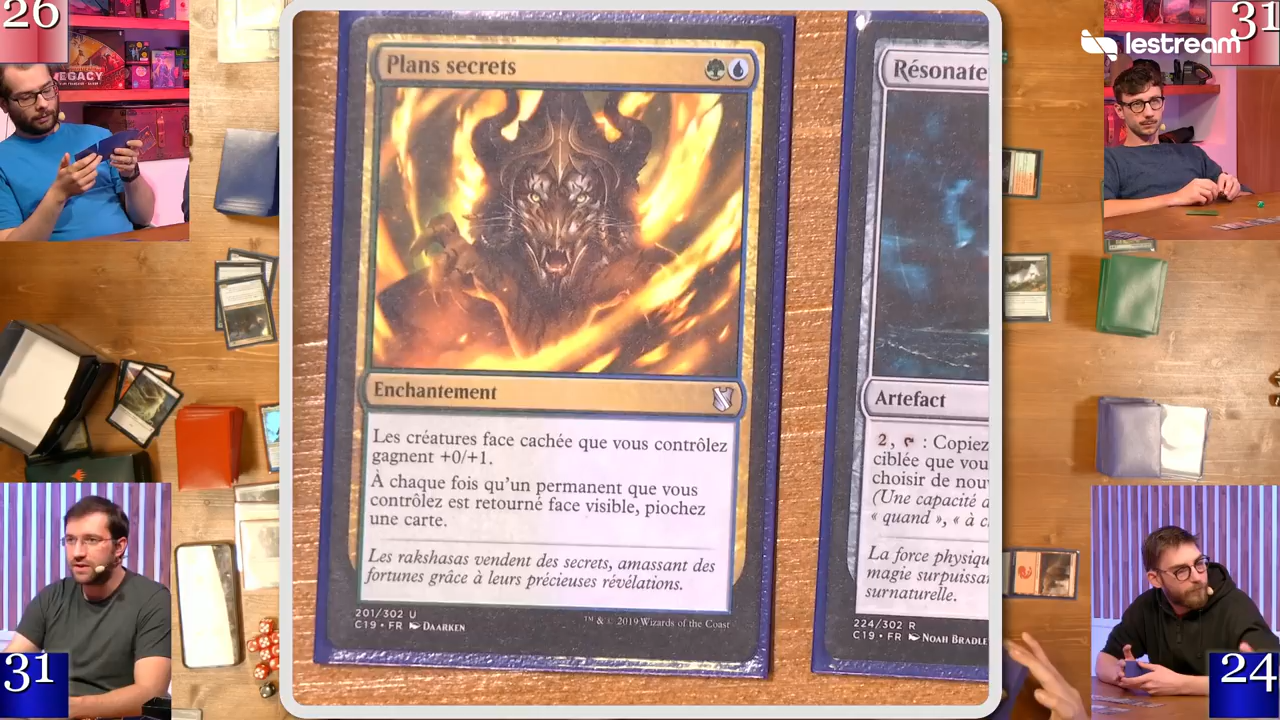 26
EGACY
31
lestream
Plans secrets
Enchantement
Les créatures face cachée que vous contrôlez
gagnent +0/+1.
À chaque fois qu'un permanent que vous
contrôlez est retourné face visible, piochez
une carte.
Les rakshasas vendent des secrets, amassant des
fortunes grâce à leurs précieuses révélations.
201/302 U
C19 • FR DAARKEN
™ & © 2019 Wizards of the Coast
Résonate
Artefact
2, : Copiez
ciblée que vou
choisir de nou
(Une capacité d
« quand », « à c
La force physiqu
magie surpuissan
surnaturelle.
224/302 R
C19 • FR NOAH BRADLE
31
24